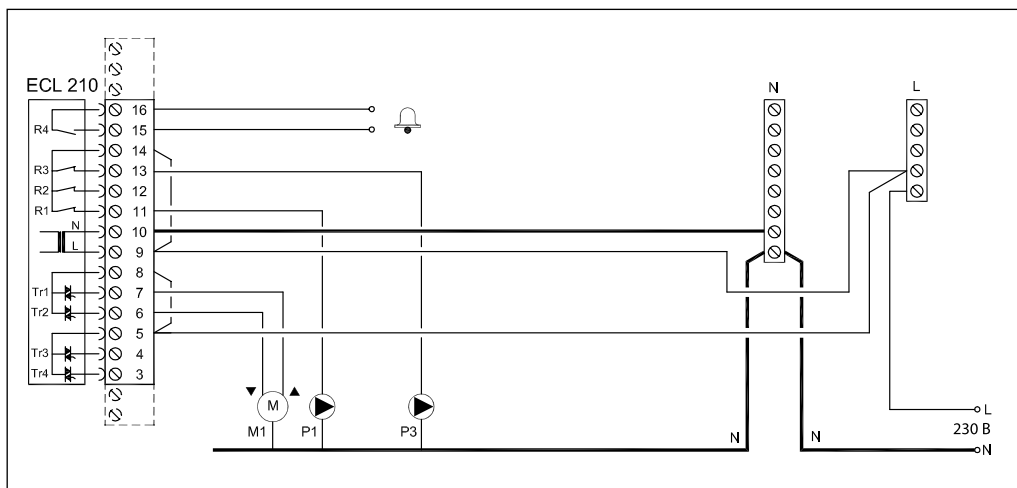 ECL 210
N
L
16
R4 15
14
R3 13
R2 12
R1 11
N 10
L 9
8
Tr1 7
Tr2 6
5
Tr3 4
Tr4 3
M
M1 P1 P3
N N
L
230 В
N